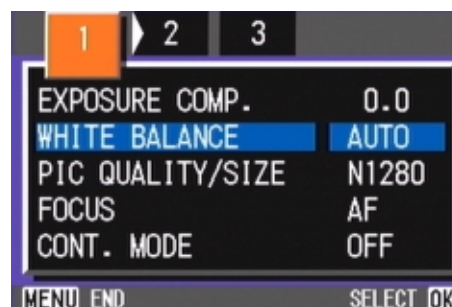 1 2 3
EXPOSURE COMP. 0.0
WHITE BALANCE AUTO
PIC QUALITY/SIZE N1280
FOCUS AF
CONT. MODE OFF
MENU END SELECT OK